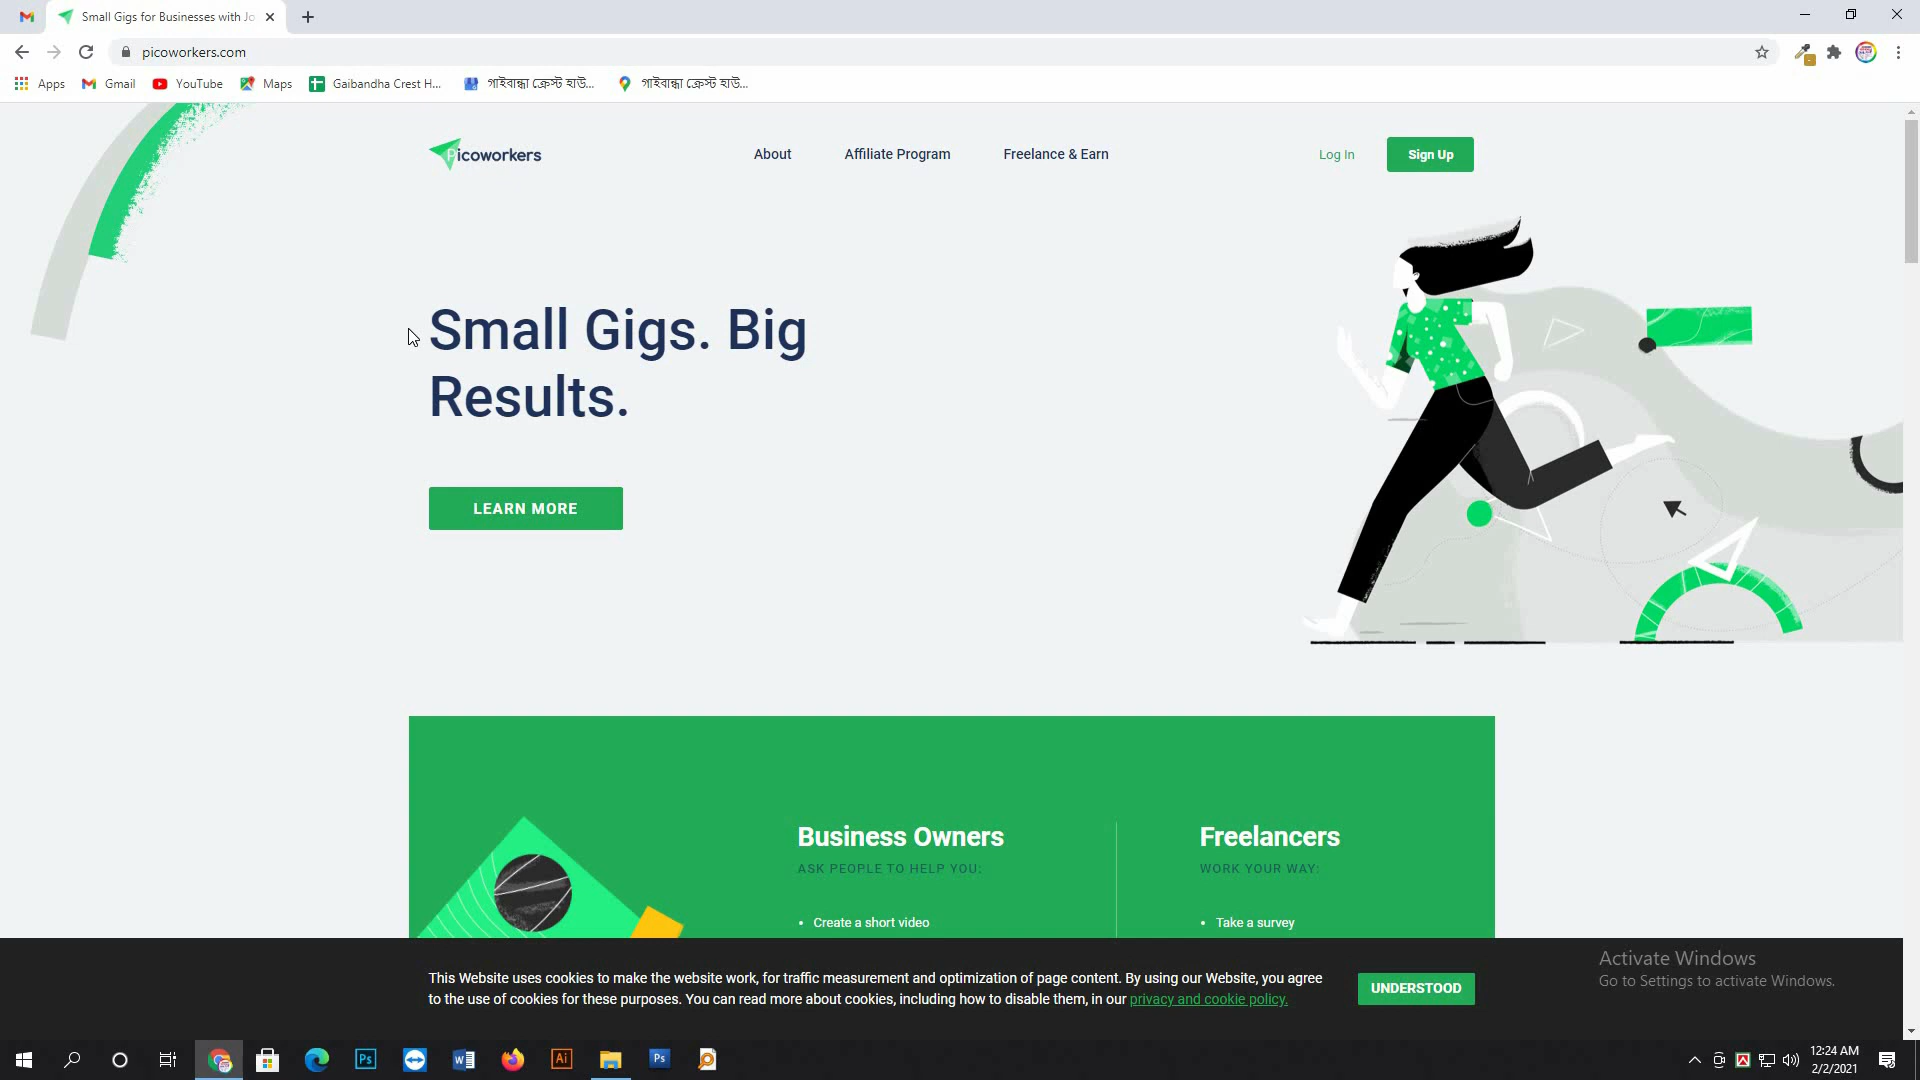 Small Gigs for Businesses with Jo
picoworkers.com
Apps Gmail YouTube Maps Gaibandha Crest H... গাইবান্ধা ক্রেস্ট হাউ... গাইবান্ধা ক্রেস্ট হাউ...
Picoworkers About Affiliate Program Freelance & Earn Log In Sign Up
Small Gigs. Big
Results.
LEARN MORE
Business Owners
ASK PEOPLE TO HELP YOU:
• Create a short video
Freelancers
WORK YOUR WAY:
• Take a survey
This Website uses cookies to make the website work, for traffic measurement and optimization of page content. By using our Website, you agree
to the use of cookies for these purposes. You can read more about cookies, including how to disable them, in our privacy and cookie policy.
UNDERSTOOD
Activate Windows
Go to Settings to activate Windows.
Ps Ai Ps
12:24 AM
2/2/2021